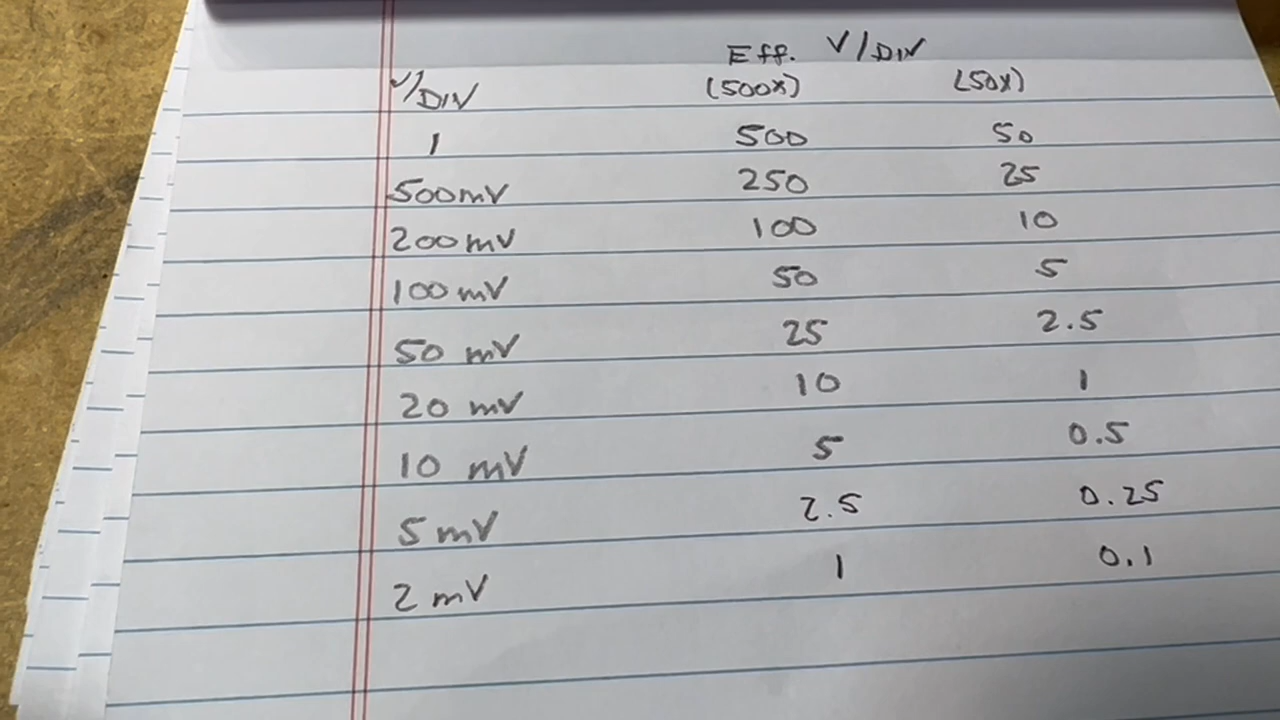 Eff. V/DIV
V/DIV (500x) (50x)
1 500 50
500mV 250 25
200mV 100 10
100mV 50 5
50 mV 25 2.5
20 mV 10 1
10 mV 5 0.5
5 mV 2.5 0.25
2 mV 1 0.1